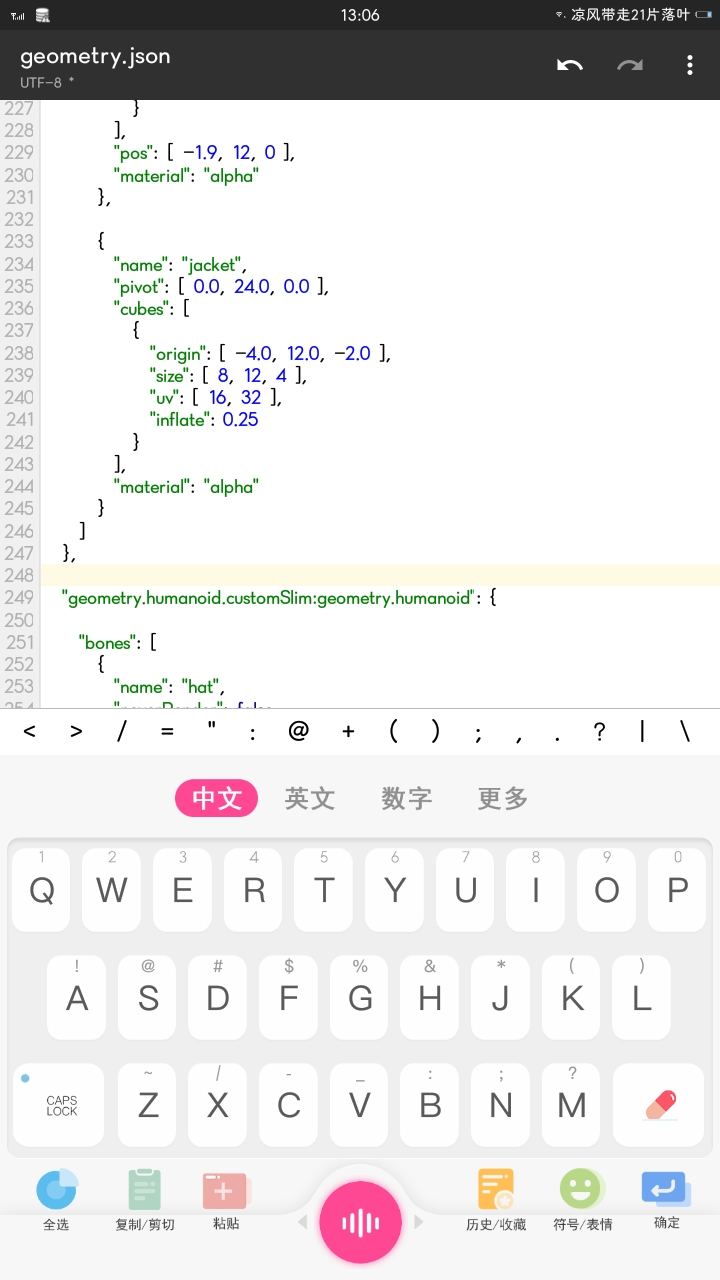 13:06
凉风带走21片落叶
geometry.json
UTF-8 *
227 }
228 ],
229 "pos": [ -1.9, 12, 0 ],
230 "material": "alpha"
231 },
232
233 {
234 "name": "jacket",
235 "pivot": [ 0.0, 24.0, 0.0 ],
236 "cubes": [
237 {
238 "origin": [ -4.0, 12.0, -2.0 ],
239 "size": [ 8, 12, 4 ],
240 "uv": [ 16, 32 ],
241 "inflate": 0.25
242 }
243 ],
244 "material": "alpha"
245 }
246 ]
247 },
248
249 "geometry.humanoid.customSlim:geometry.humanoid": {
250
251 "bones": [
252 {
253 "name": "hat",
< > / = " : @ + ( ) ; , . ? | \
中文 英文 数字 更多
1 2 3 4 5 6 7 8 9 0
Q W E R T Y U I O P
! @ # $ % & * ( )
A S D F G H J K L
~ / - _ : ; ?
CAPS LOCK Z X C V B N M
全选 复制/剪切 粘贴 历史/收藏 符号/表情 确定